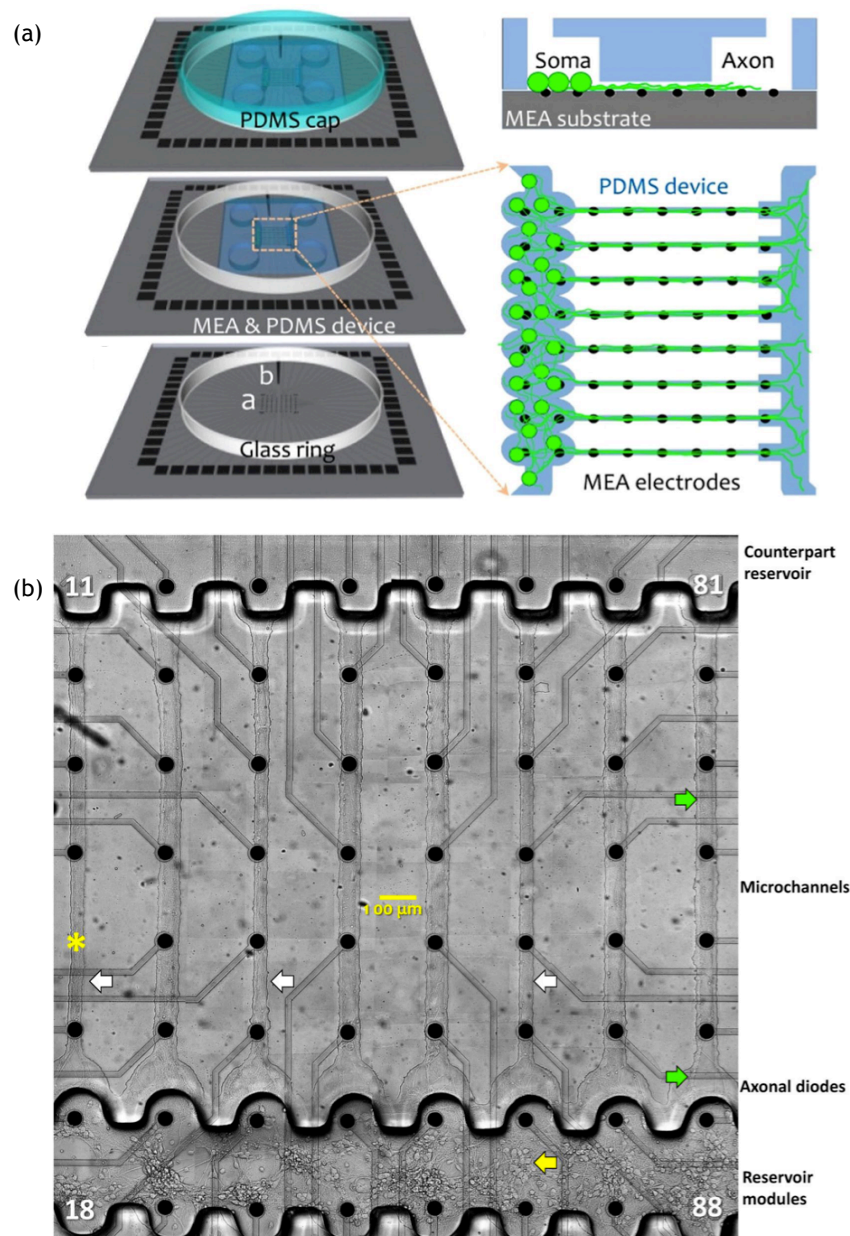 (a)
PDMS cap
Soma
Axon
MEA substrate
PDMS device
MEA & PDMS device
b
a
Glass ring
MEA electrodes
(b)
Counterpart
reservoir
11
81
Microchannels
100 µm
*
Axonal diodes
Reservoir
modules
18
88